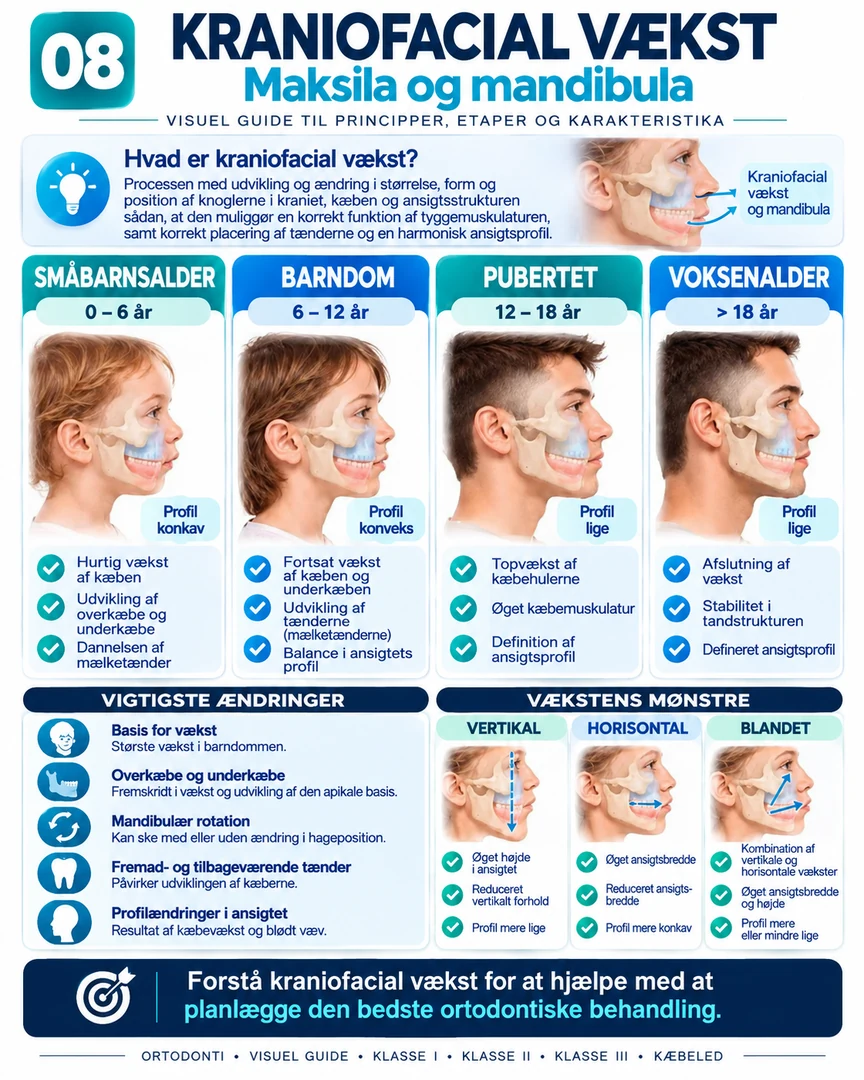 08
KRANIOFACIAL VÆKST
Maksila og mandibula
VISUEL GUIDE TIL PRINCIPPER, ETAPER OG KARAKTERISTIKA
Hvad er kraniofacial vækst?
Processen med udvikling og ændring i størrelse, form og
position af knoglerne i kraniet, kæben og ansigtsstrukturen
sådan, at den muliggør en korrekt funktion af tyggemuskulaturen,
samt korrekt placering af tænderne og en harmonisk ansigtsprofil.
Kraniofacial
vækst
og mandibula
SMÅBARNSALDER
0 – 6 år
Profil
konkav
Hurtig vækst
af kæben
Udvikling af
overkæbe og
underkæbe
Dannelsen af
mælketænder
BARNDOM
6 – 12 år
Profil
konveks
Fortsat vækst
af kæben og
underkæben
Udvikling af
tænderne
(mælketænderne)
Balance i ansigtets
profil
PUBERTET
12 – 18 år
Profil
lige
Topvækst af
kæbehulerne
Øget kæbemuskulatur
Definition af
ansigtsprofil
VOKSENALDER
> 18 år
Profil
lige
Afslutning af
vækst
Stabilitet i
tandstrukturen
Defineret ansigtsprofil
VIGTIGSTE ÆNDRINGER
Basis for vækst
Største vækst i barndommen.
Overkæbe og underkæbe
Fremskridt i vækst og udvikling af den apikale basis.
Mandibulær rotation
Kan ske med eller uden ændring i hageposition.
Fremad- og tilbageværende tænder
Påvirker udviklingen af kæberne.
Profilændringer i ansigtet
Resultat af kæbevækst og blødt væv.
VÆKSTENS MØNSTRE
VERTIKAL
Øget højde
i ansigtet
Reduceret
vertikalt forhold
Profil mere lige
HORISONTAL
Øget ansigtsbredde
Reduceret ansigts-
bredde
Profil mere konkav
BLANDET
Kombination af
vertikale og
horisontale vækster
Øget ansigtsbredde
og højde
Profil mere
eller mindre lige
Forstå kraniofacial vækst for at hjælpe med at
planlægge den bedste ortodontiske behandling.
ORTODONTI • VISUEL GUIDE • KLASSE I • KLASSE II • KLASSE III • KÆBELED